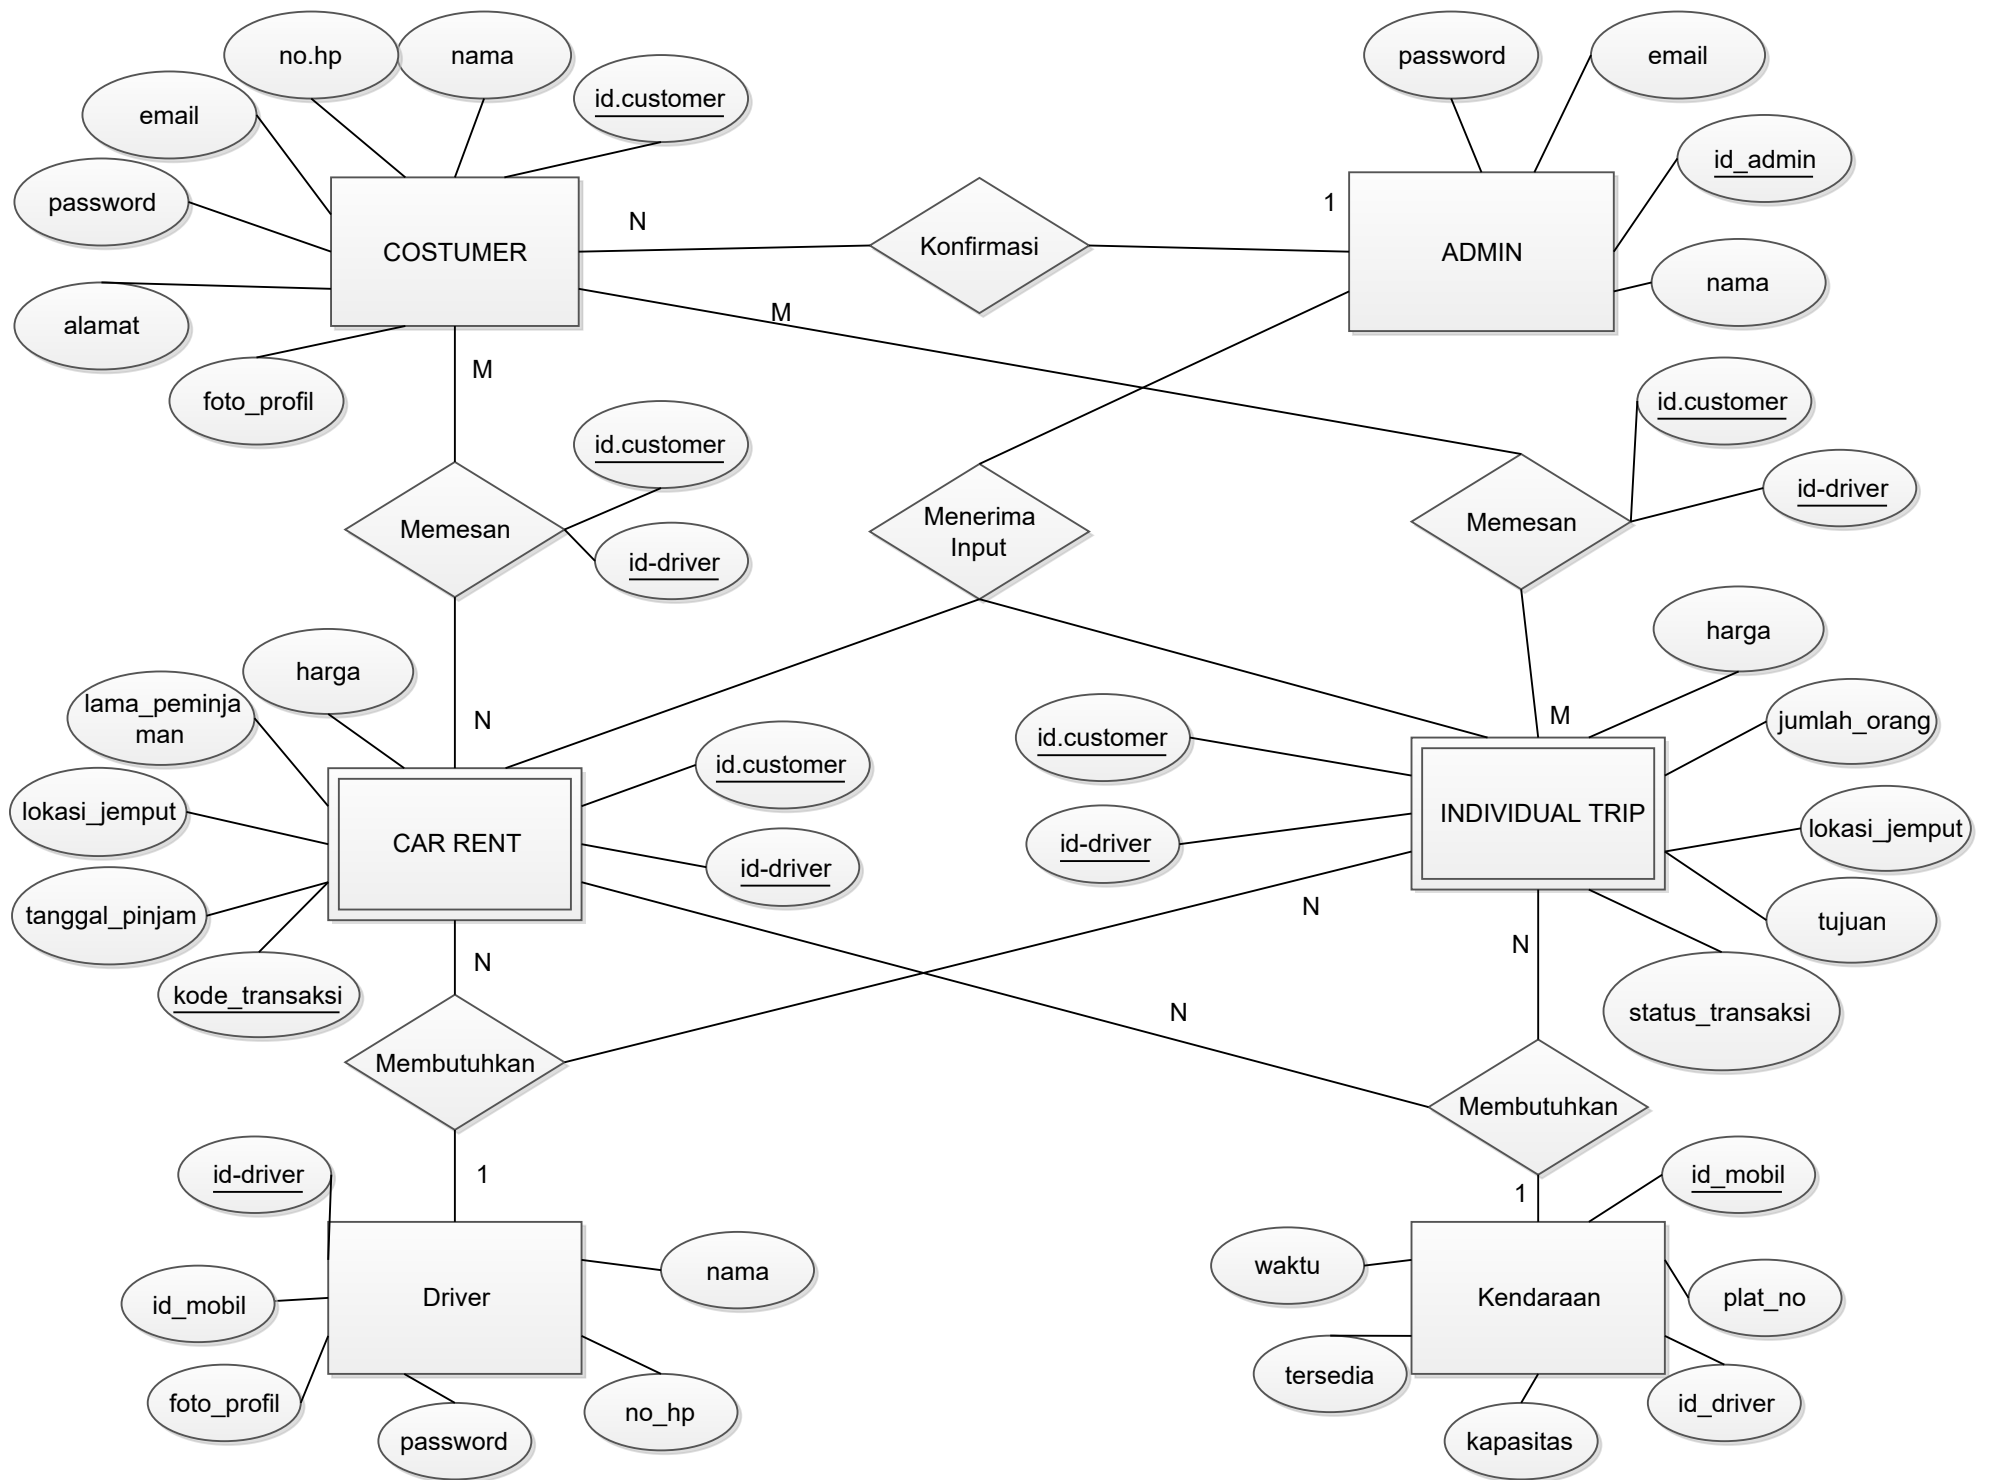 no.hp
nama
password
email
id.customer
email
id_admin
password
COSTUMER
N
Konfirmasi
1
ADMIN
nama
alamat
M
M
foto_profil
id.customer
id.customer
id-driver
Memesan
Menerima
Input
Memesan
id-driver
harga
harga
lama_peminja
man
N
M
jumlah_orang
id.customer
id.customer
lokasi_jemput
CAR RENT
INDIVIDUAL TRIP
lokasi_jemput
id-driver
id-driver
tanggal_pinjam
N
tujuan
N
N
kode_transaksi
N
status_transaksi
Membutuhkan
Membutuhkan
id-driver
1
1
id_mobil
nama
waktu
id_mobil
Driver
Kendaraan
plat_no
foto_profil
no_hp
tersedia
id_driver
password
kapasitas